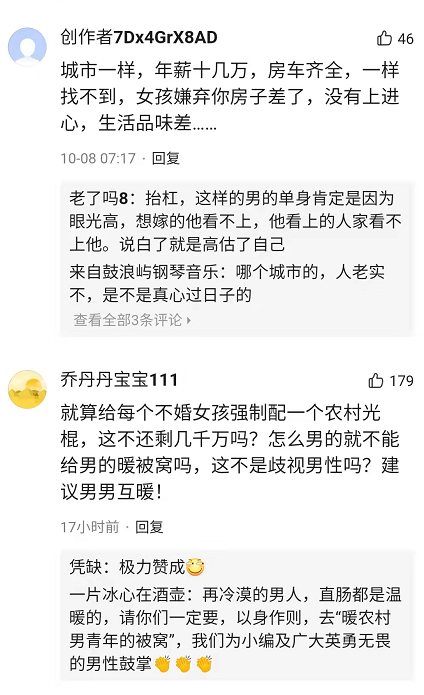 创作者7Dx4GrX8AD
46
城市一样，年薪十几万，房车齐全，一样
找不到，女孩嫌弃你房子差了，没有上进
心，生活品味差……
10-08 07:17 · 回复
老了吗8：抬杠，这样的男的单身肯定是因为
眼光高，想嫁的他看不上，他看上的人家看不
上他。说白了就是高估了自己
来自鼓浪屿钢琴音乐：哪个城市的，人老实
不，是不是真心过日子的
查看全部3条评论
乔丹丹宝宝111
179
就算给每个不婚女孩强制配一个农村光
棍，这不还剩几千万吗？怎么男的就不能
给男的暖被窝吗，这不是歧视男性吗？建
议男男互暖！
17小时前 · 回复
凭缺：极力赞成😄
一片冰心在酒壶：再冷漠的男人，直肠都是温
暖的，请你们一定要，以身作则，去“暖农村
男青年的被窝”，我们为小编及广大英勇无畏
的男性鼓掌👏👏👏